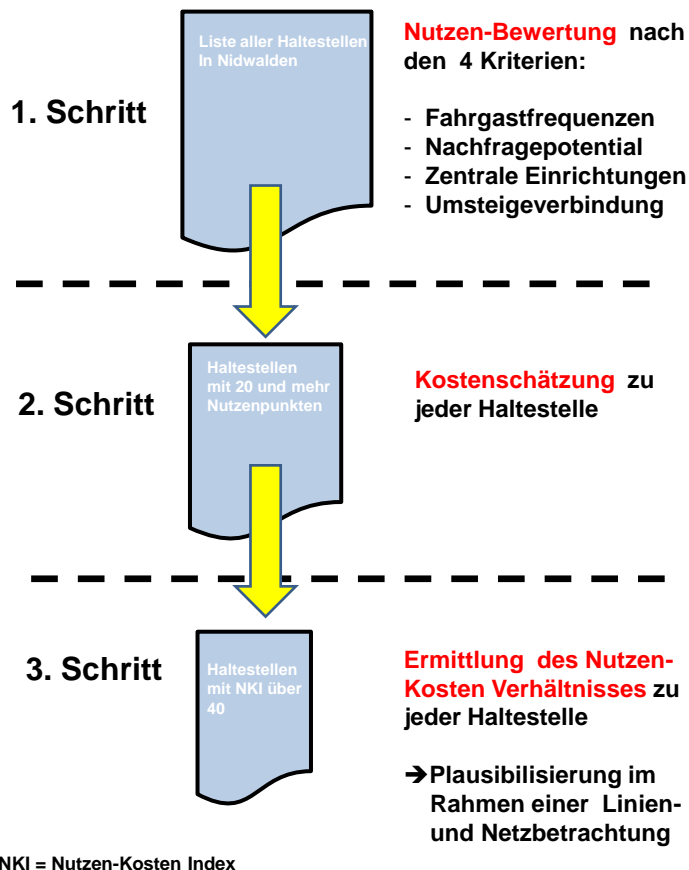 1. Schritt
Liste aller Haltestellen
In Nidwalden
Nutzen-Bewertung nach
den 4 Kriterien:
- Fahrgastfrequenzen
- Nachfragepotential
- Zentrale Einrichtungen
- Umsteigeverbindung
2. Schritt
Haltestellen
mit 20 und mehr
Nutzenpunkten
Kostenschätzung zu
jeder Haltestelle
3. Schritt
Haltestellen
mit NKI über
40
Ermittlung des Nutzen-
Kosten Verhältnisses zu
jeder Haltestelle
➔Plausibilisierung im
Rahmen einer Linien-
und Netzbetrachtung
NKI = Nutzen-Kosten Index